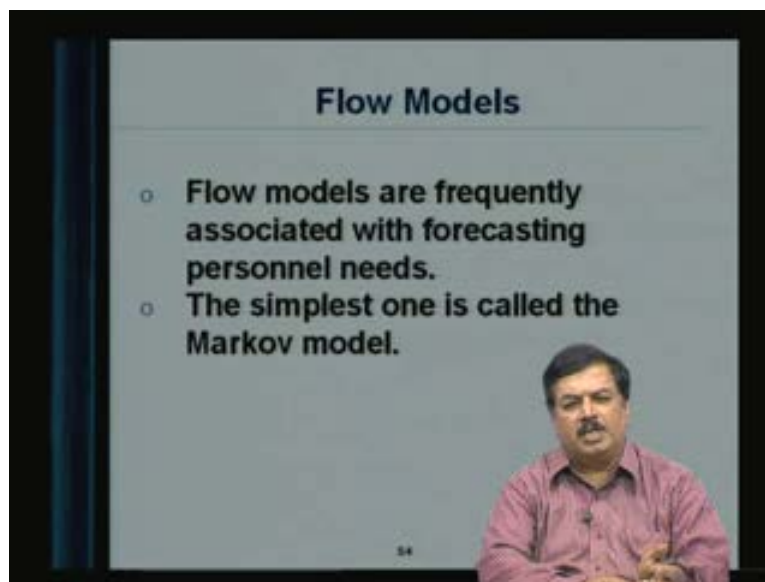 Flow Models
o Flow models are frequently
associated with forecasting
personnel needs.
o The simplest one is called the
Markov model.
54